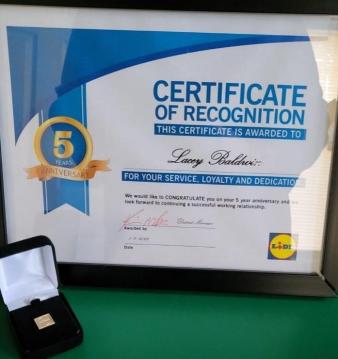 CERTIFICATE
OF RECOGNITION
THIS CERTIFICATE IS AWARDED TO
5
YEARS
ANNIVERSARY
Lacey
FOR YOUR SERVICE, LOYALTY AND DEDICATION
We would like to CONGRATULATE you on your 5 year anniversary and we
look forward to continuing a successful working relationship.
Awarded by
Date
LIDL